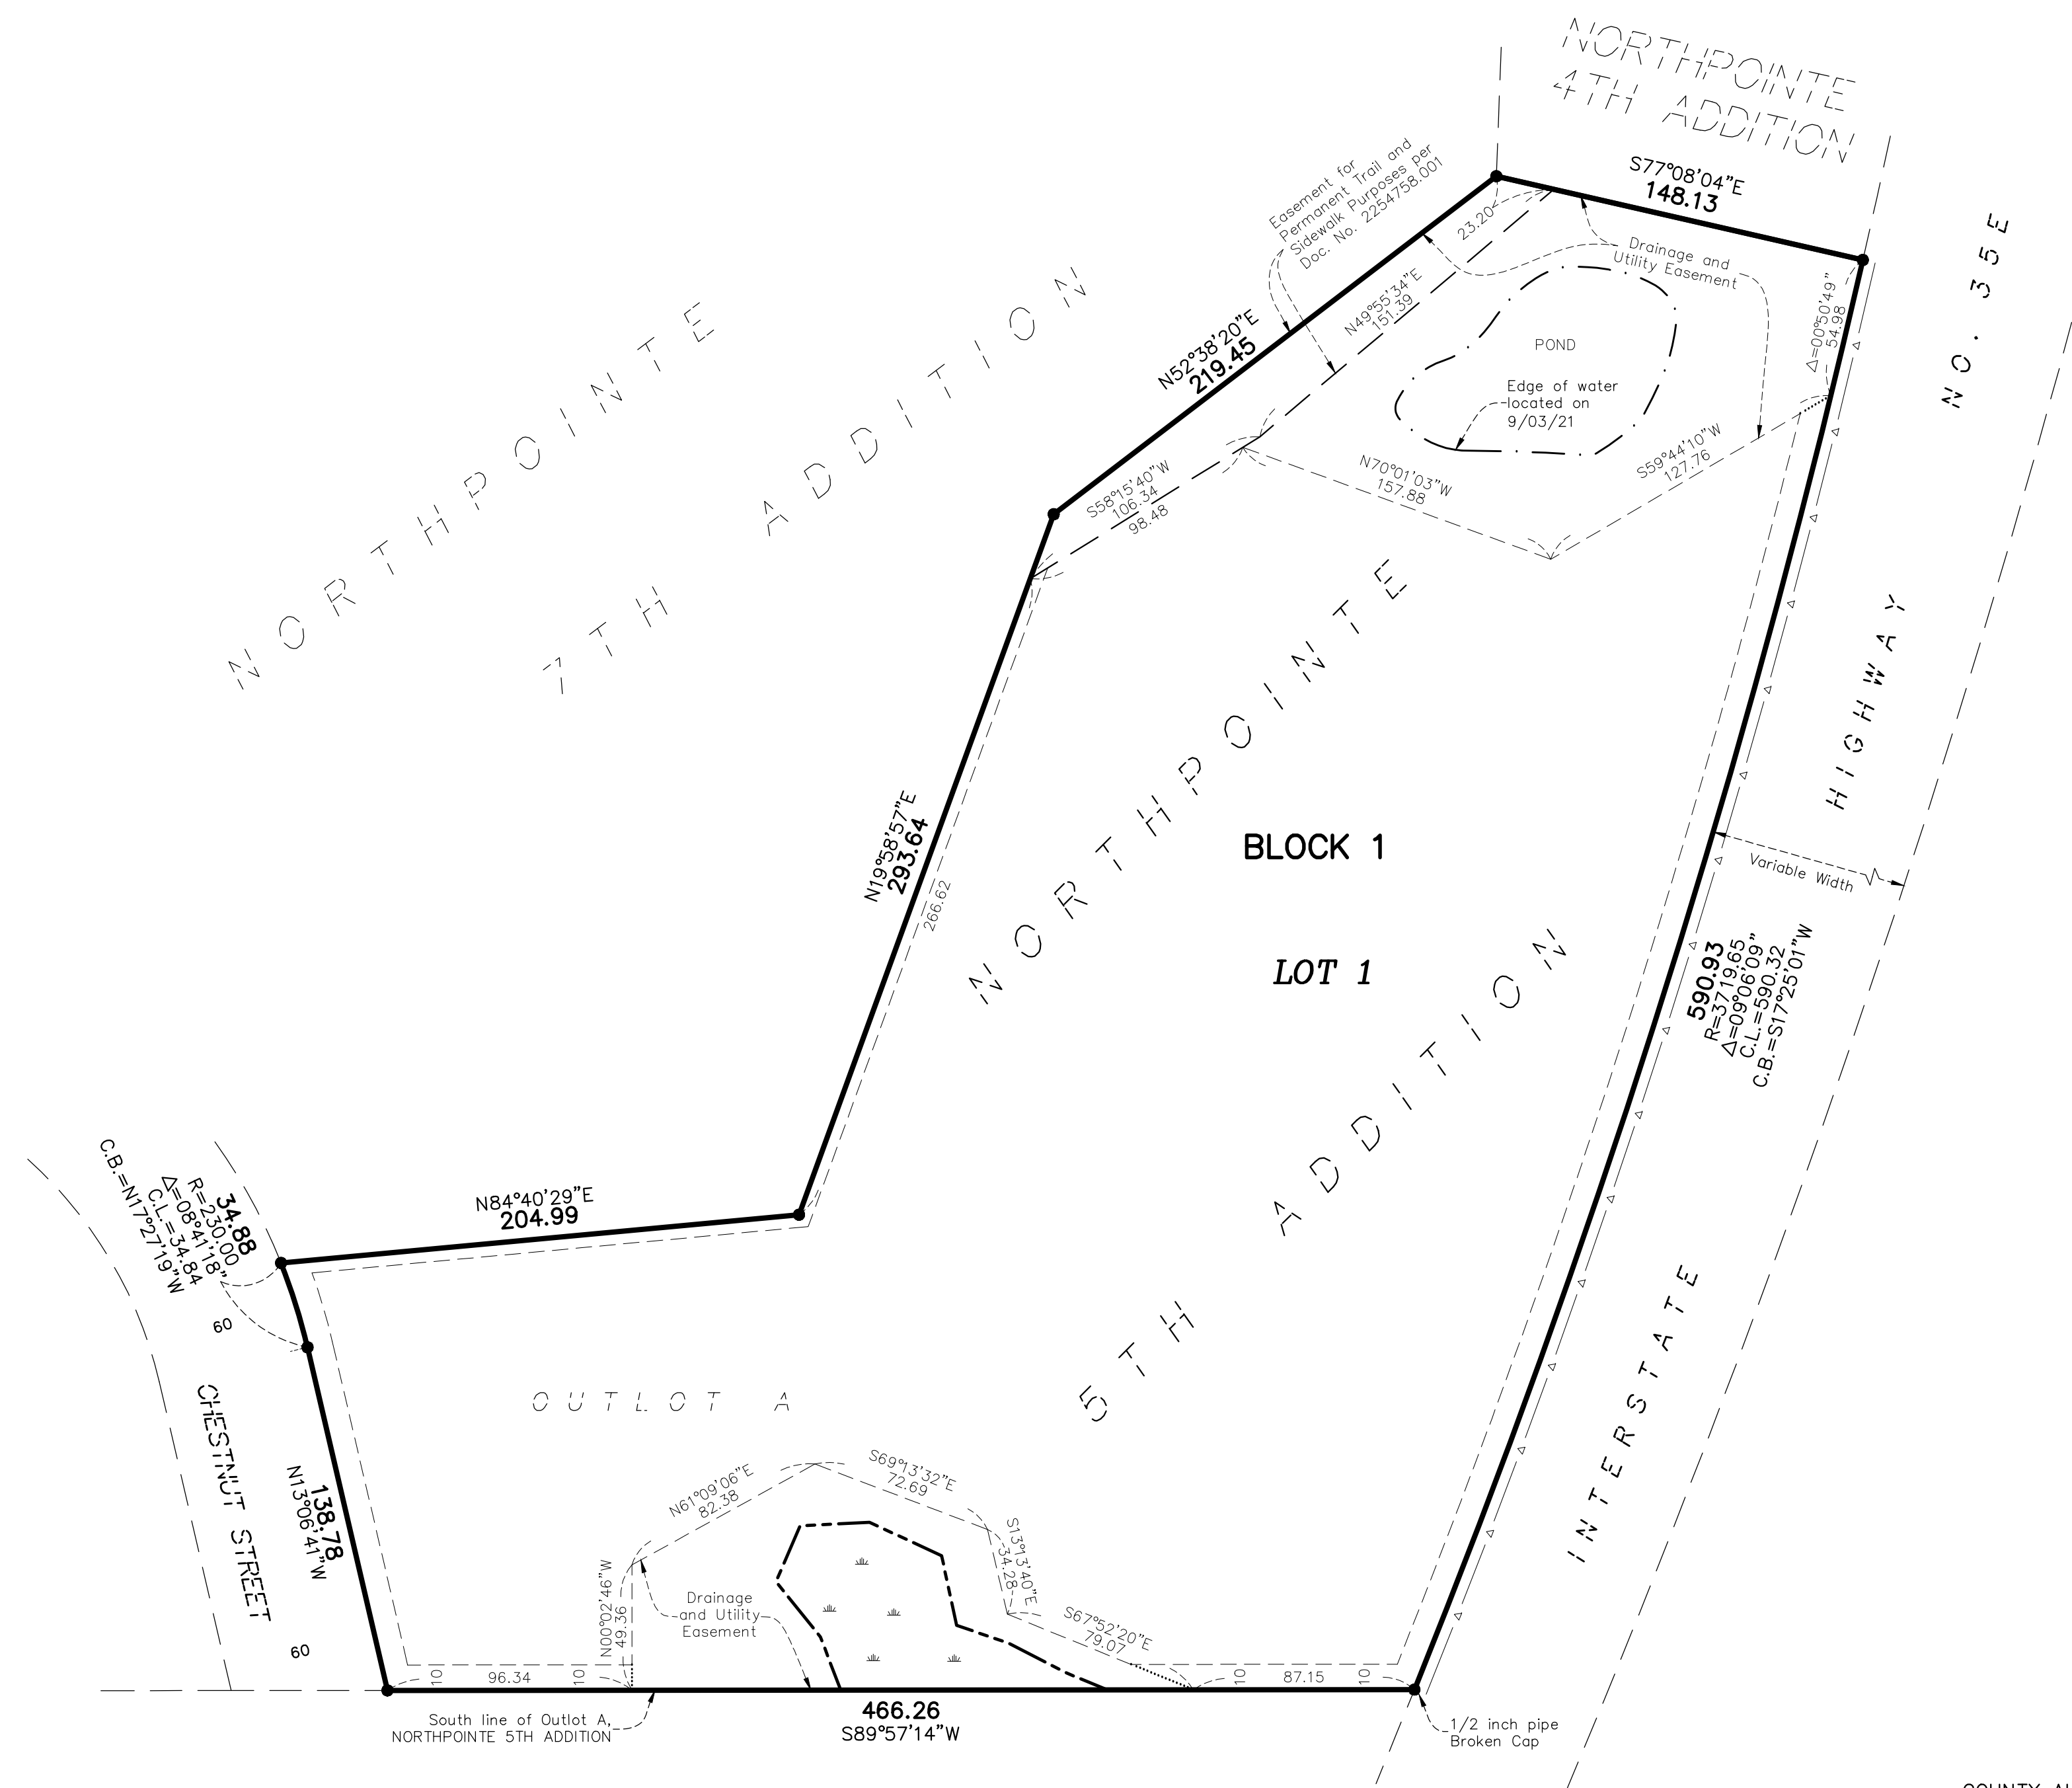 NORTHPOINTE
4TH ADDITION
S77°08'04"E
148.13
Easement for
Permanent Trail and
Sidewalk Purposes per
Doc. No. 2254758.001
23.20
Drainage and
Utility Easement
N49°55'34"E
151.39
N52°38'20"E
219.45
△=00°50'49"
54.98
POND
Edge of water
located on
9/03/21
S59°44'10"W
127.76
N70°01'03"W
157.88
S58°15'40"W
106.34
98.48
NORTHPOINTE
7TH ADDITION
INTERSTATE HIGHWAY NO. 35E
N19°58'57"E
293.64
266.62
NORTHPOINTE
5TH ADDITION
BLOCK 1
LOT 1
Variable Width
590.93
R=3719.65
△=09°06'09"
C.L.=590.32
C.B.=S17°25'01"W
N84°40'29"E
204.99
34.88
R=230.00
△=08°41'18"
C.L.=34.84
C.B.=N17°27'19"W
60
CHESTNUT STREET
138.78
N13°06'41"W
60
OUTLOT A
N61°09'06"E
82.38
S69°13'32"E
72.69
S13°13'40"E
34.28
S67°52'20"E
79.07
N00°02'46"W
49.36
Drainage
and Utility
Easement
10
96.34
10
10
87.15
10
466.26
S89°57'14"W
South line of Outlot A,
NORTHPOINTE 5TH ADDITION
1/2 inch pipe
Broken Cap